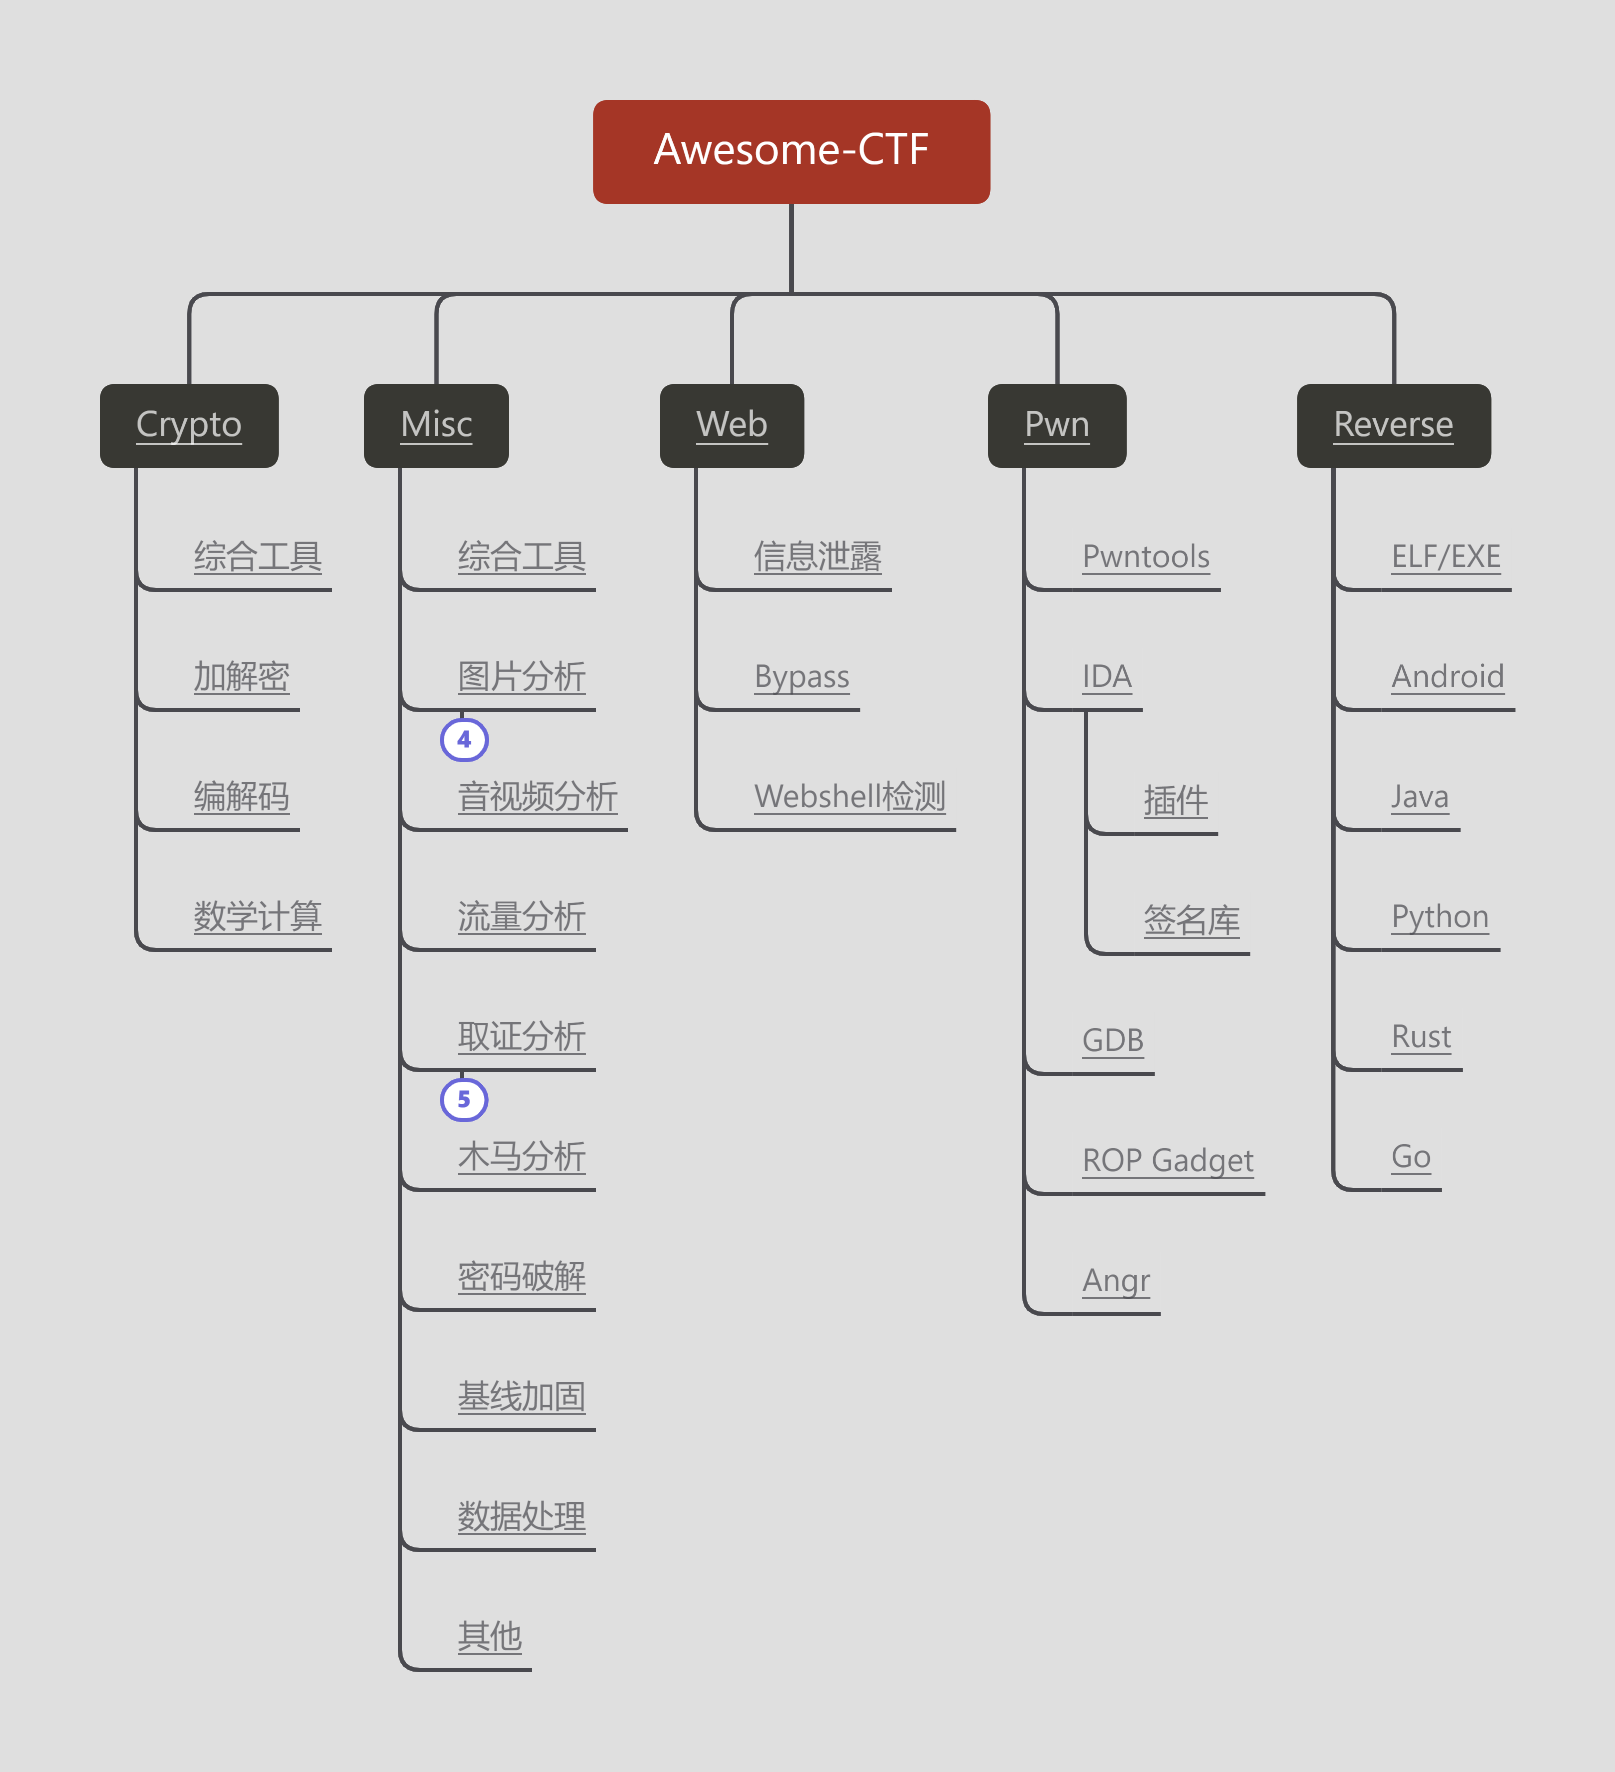 Awesome-CTF
Crypto
综合工具
加解密
编解码
数学计算
Misc
综合工具
图片分析
4
音视频分析
流量分析
取证分析
5
木马分析
密码破解
基线加固
数据处理
其他
Web
信息泄露
Bypass
Webshell检测
Pwn
Pwntools
IDA
插件
签名库
GDB
ROP Gadget
Angr
Reverse
ELF/EXE
Android
Java
Python
Rust
Go